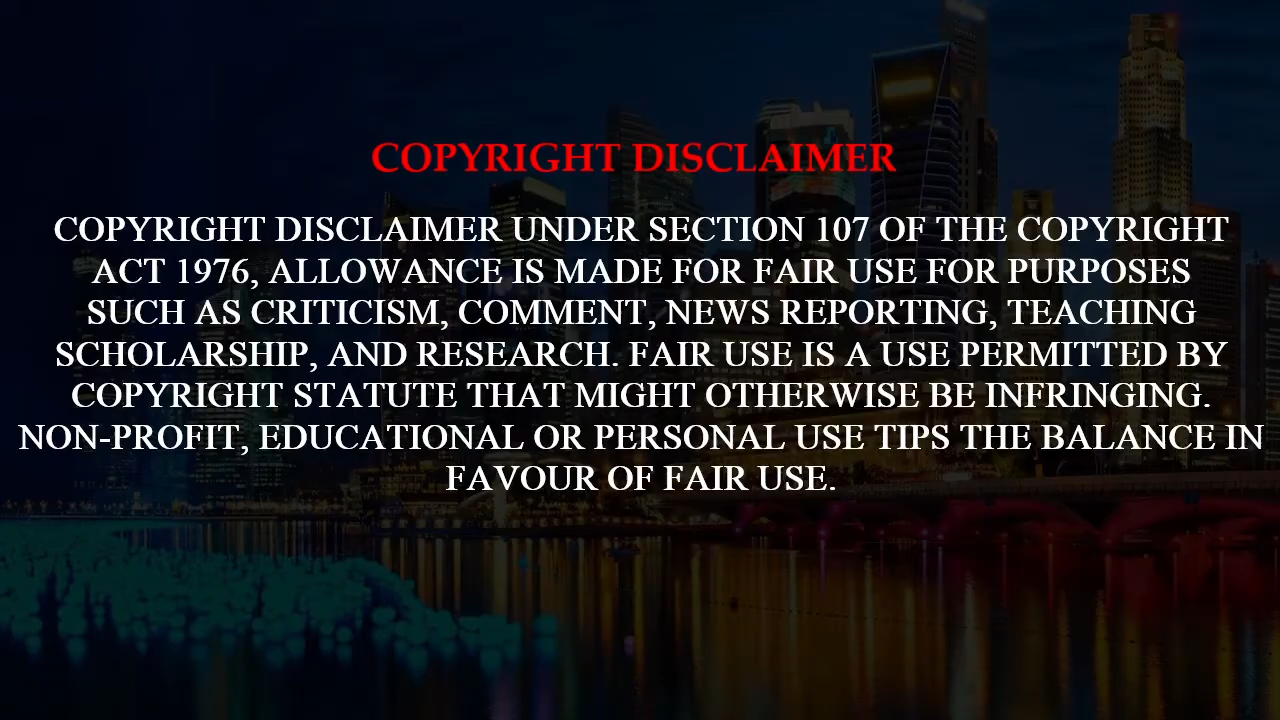 COPYRIGHT DISCLAIMER
COPYRIGHT DISCLAIMER UNDER SECTION 107 OF THE COPYRIGHT
ACT 1976, ALLOWANCE IS MADE FOR FAIR USE FOR PURPOSES
SUCH AS CRITICISM, COMMENT, NEWS REPORTING, TEACHING
SCHOLARSHIP, AND RESEARCH. FAIR USE IS A USE PERMITTED BY
COPYRIGHT STATUTE THAT MIGHT OTHERWISE BE INFRINGING.
NON-PROFIT, EDUCATIONAL OR PERSONAL USE TIPS THE BALANCE IN
FAVOUR OF FAIR USE.